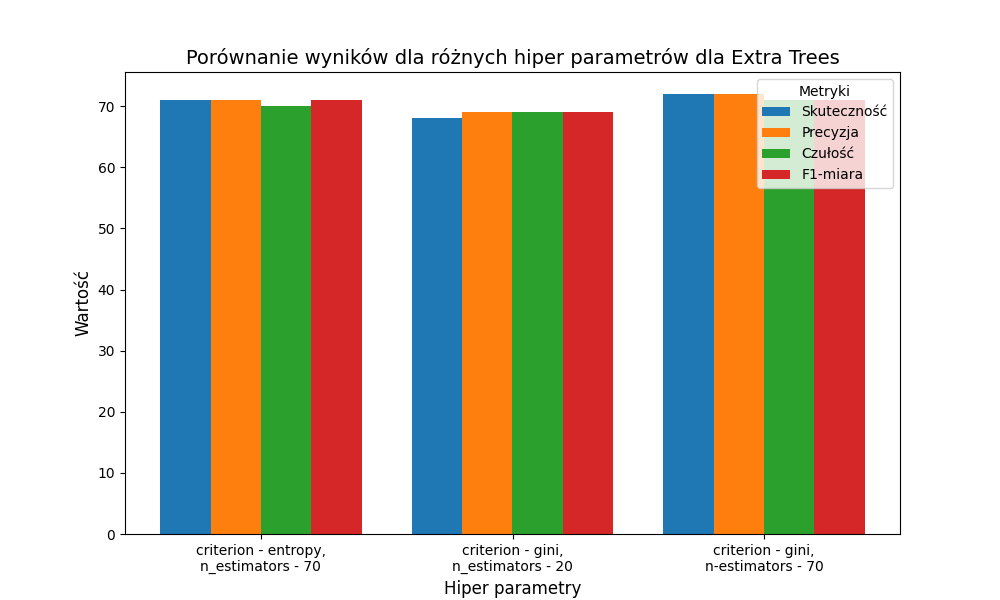 Porównanie wyników dla różnych hiper parametrów dla Extra Trees
Wartość
70
60
50
40
30
20
10
0
Metryki
Skuteczność
Precyzja
Czułość
F1-miara
criterion - entropy,
n_estimators - 70
criterion - gini,
n_estimators - 20
criterion - gini,
n-estimators - 70
Hiper parametry